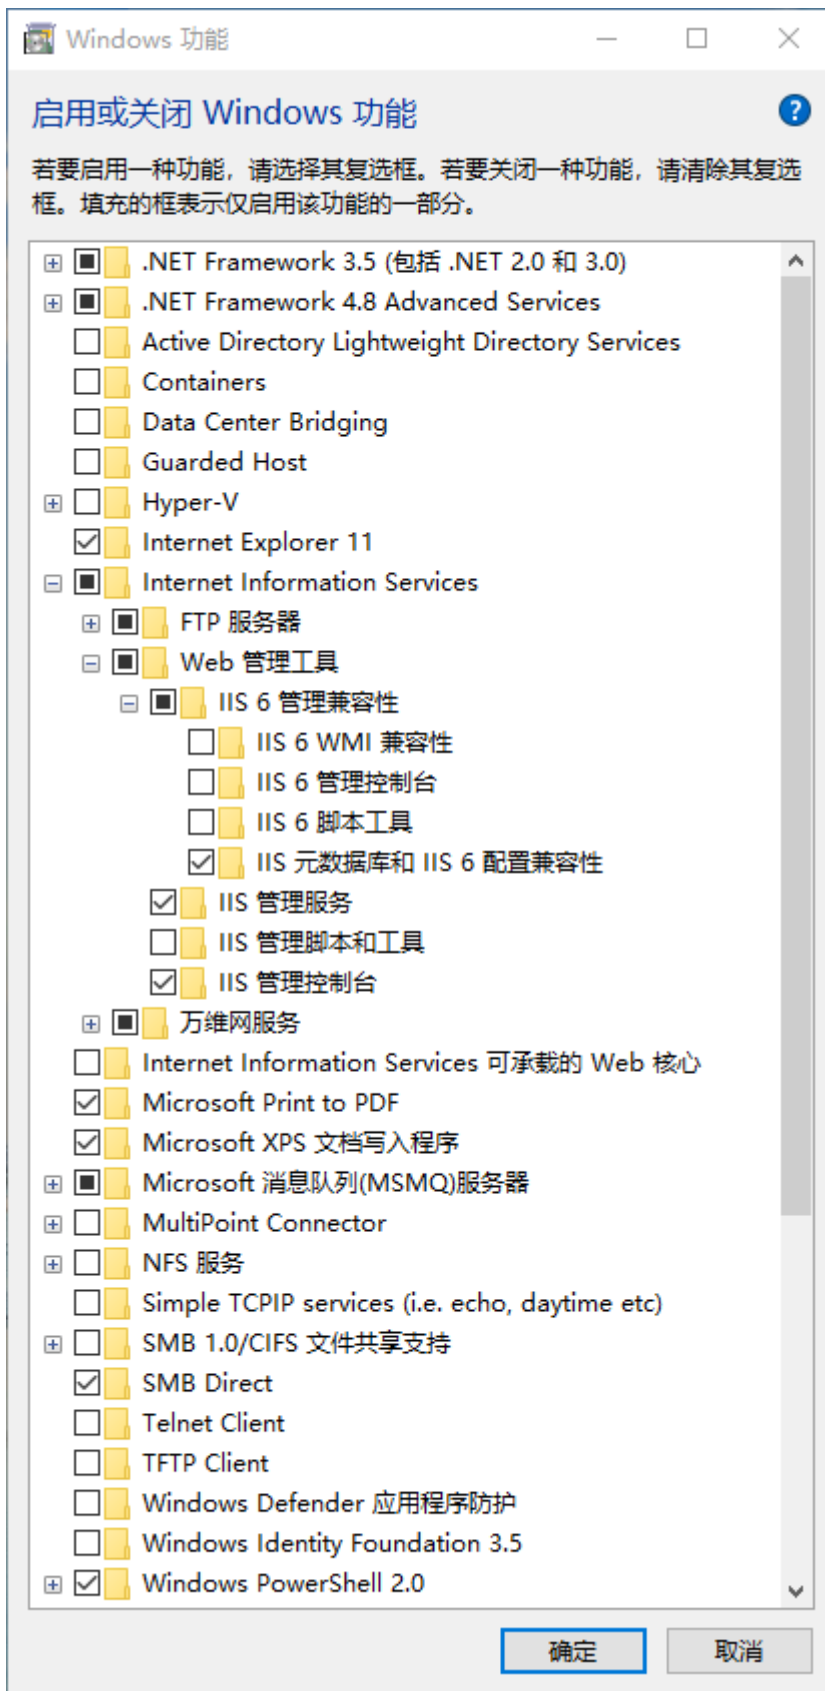 Windows 功能
启用或关闭 Windows 功能
若要启用一种功能，请选择其复选框。若要关闭一种功能，请清除其复选
框。填充的框表示仅启用该功能的一部分。
.NET Framework 3.5 (包括 .NET 2.0 和 3.0)
.NET Framework 4.8 Advanced Services
Active Directory Lightweight Directory Services
Containers
Data Center Bridging
Guarded Host
Hyper-V
Internet Explorer 11
Internet Information Services
FTP 服务器
Web 管理工具
IIS 6 管理兼容性
IIS 6 WMI 兼容性
IIS 6 管理控制台
IIS 6 脚本工具
IIS 元数据库和 IIS 6 配置兼容性
IIS 管理服务
IIS 管理脚本和工具
IIS 管理控制台
万维网服务
Internet Information Services 可承载的 Web 核心
Microsoft Print to PDF
Microsoft XPS 文档写入程序
Microsoft 消息队列(MSMQ)服务器
MultiPoint Connector
NFS 服务
Simple TCPIP services (i.e. echo, daytime etc)
SMB 1.0/CIFS 文件共享支持
SMB Direct
Telnet Client
TFTP Client
Windows Defender 应用程序防护
Windows Identity Foundation 3.5
Windows PowerShell 2.0
确定 取消